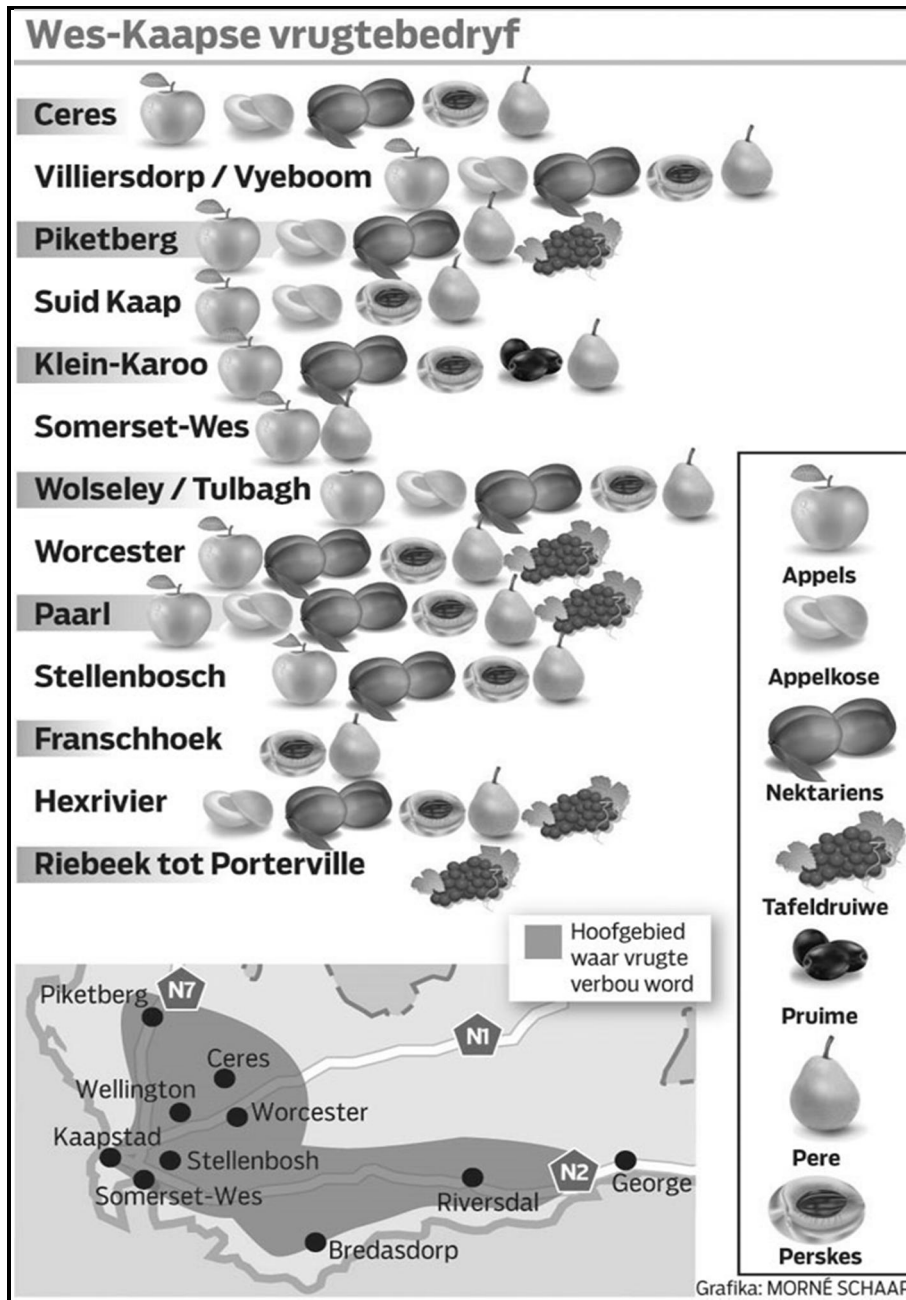 Wes-Kaapse vrugtebedryf
Ceres
Villiersdorp / Vyeboom
Piketberg
Suid Kaap
Klein-Karoo
Somerset-Wes
Wolseley / Tulbagh
Worcester
Paarl
Stellenbosch
Franschhoek
Hexrivier
Riebeek tot Porterville
Appels
Appelkose
Nektariens
Tafeldruiwe
Pruime
Pere
Perskes
Hoofgebied
waar vrugte
verbou word
Piketberg
N7
N1
Ceres
Wellington
Worcester
Kaapstad
Stellenbosh
Somerset-Wes
N2
George
Riversdal
Bredasdorp
Grafika: MORNÉ SCHAAP